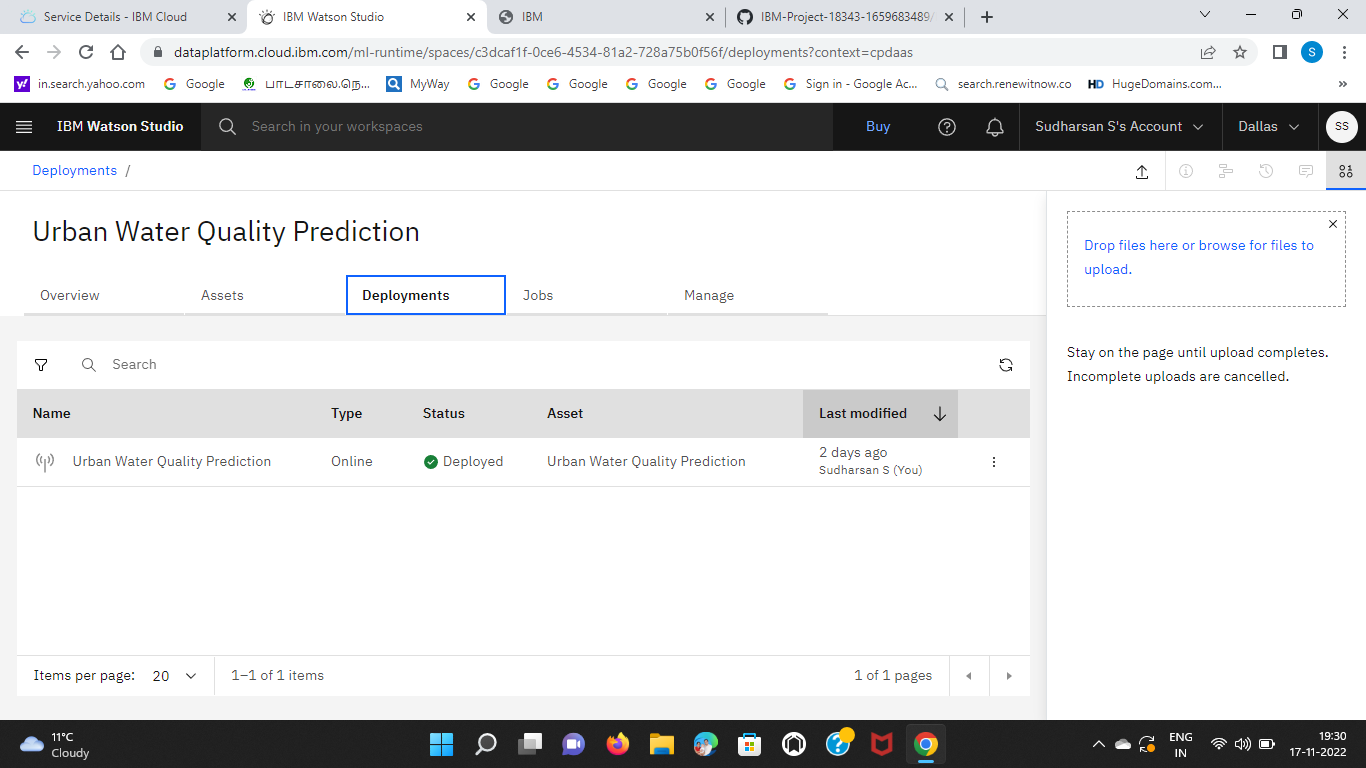 Service Details - IBM Cloud
IBM Watson Studio
IBM
IBM-Project-18343-1659683489/
dataplatform.cloud.ibm.com/ml-runtime/spaces/c3dcaf1f-0ce6-4534-81a2-728a75b0f56f/deployments?context=cpdaas
S
in.search.yahoo.com
Google
பாடசாலை.நெ...
MyWay
Google
Google
Google
Google
Sign in - Google Ac...
search.renewitnow.co
HD
HugeDomains.com...
»
IBM Watson Studio
Search in your workspaces
Buy
Sudharsan S's Account
Dallas
SS
Deployments /
Urban Water Quality Prediction
Overview
Assets
Deployments
Jobs
Manage
Drop files here or browse for files to
upload.
Stay on the page until upload completes.
Incomplete uploads are cancelled.
Search
Name
Type
Status
Asset
Last modified
Urban Water Quality Prediction
Online
Deployed
Urban Water Quality Prediction
2 days ago
Sudharsan S (You)
Items per page: 20
1–1 of 1 items
1 of 1 pages
11°C
Cloudy
ENG
IN
19:30
17-11-2022